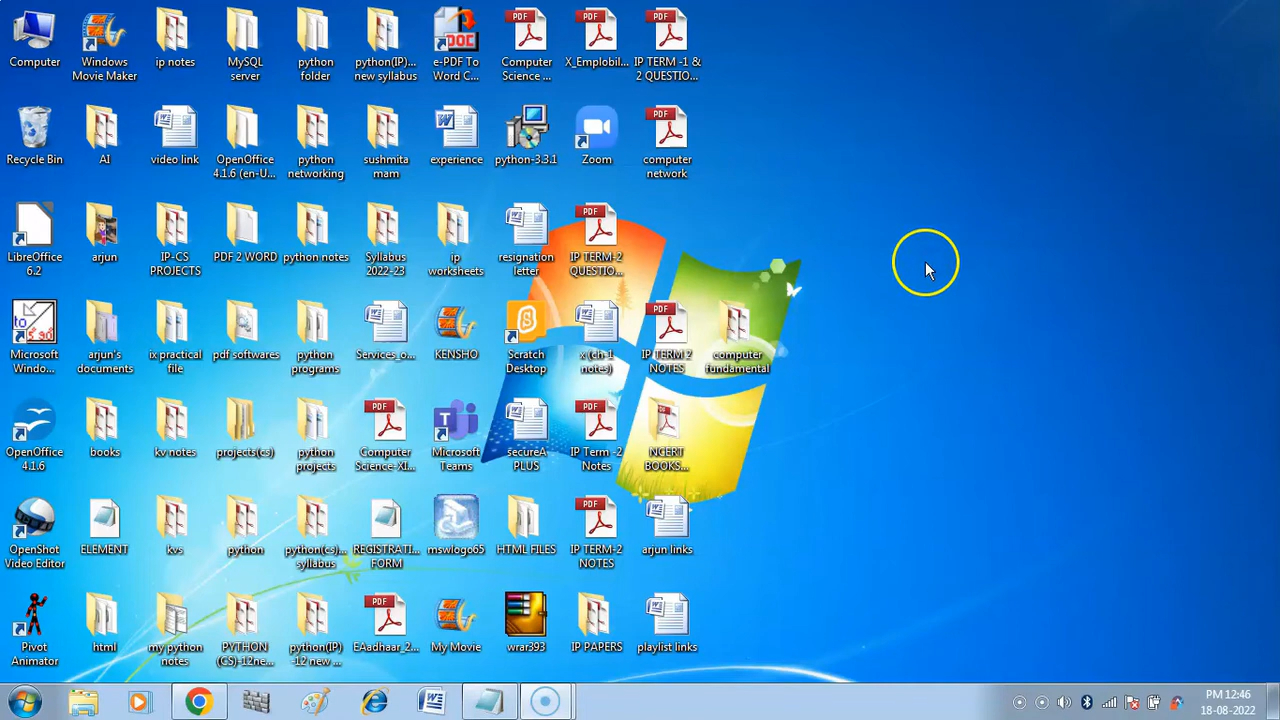 Computer
Windows
Movie Maker
ip notes
MySQL
server
python
folder
python(IP)...
new syllabus
e-PDF To
Word C...
PDF
Computer
Science ...
PDF
X_Emplobil...
PDF
IP TERM -1 &
2 QUESTIO...
Recycle Bin
AI
video link
OpenOffice
4.1.6 (en-U...
python
networking
sushmita
mam
experience
python-3.3.1
Zoom
PDF
computer
network
LibreOffice
6.2
arjun
IP-CS
PROJECTS
PDF 2 WORD
python notes
Syllabus
2022-23
ip
worksheets
resignation
letter
PDF
IP TERM-2
QUESTIO...
Microsoft
Windo...
arjun's
documents
ix practical
file
pdf softwares
python
programs
Services_o...
KENSHO
Scratch
Desktop
x (ch-1
notes)
PDF
IP TERM 2
NOTES
computer
fundamental
OpenOffice
4.1.6
books
kv notes
projects(cs)
python
projects
PDF
Computer
Science-XI...
Microsoft
Teams
secureA
PLUS
PDF
IP Term -2
Notes
NCERT
BOOKS...
OpenShot
Video Editor
ELEMENT
kvs
python
python(cs)...
syllabus
REGISTRATI...
FORM
mswlogo65
HTML FILES
PDF
IP TERM-2
NOTES
arjun links
Pivot
Animator
html
my python
notes
PYTHON
(CS)-12ne...
python(IP)
-12 new ...
PDF
EAadhaar_2...
My Movie
wrar393
IP PAPERS
playlist links
PM 12:46
18-08-2022